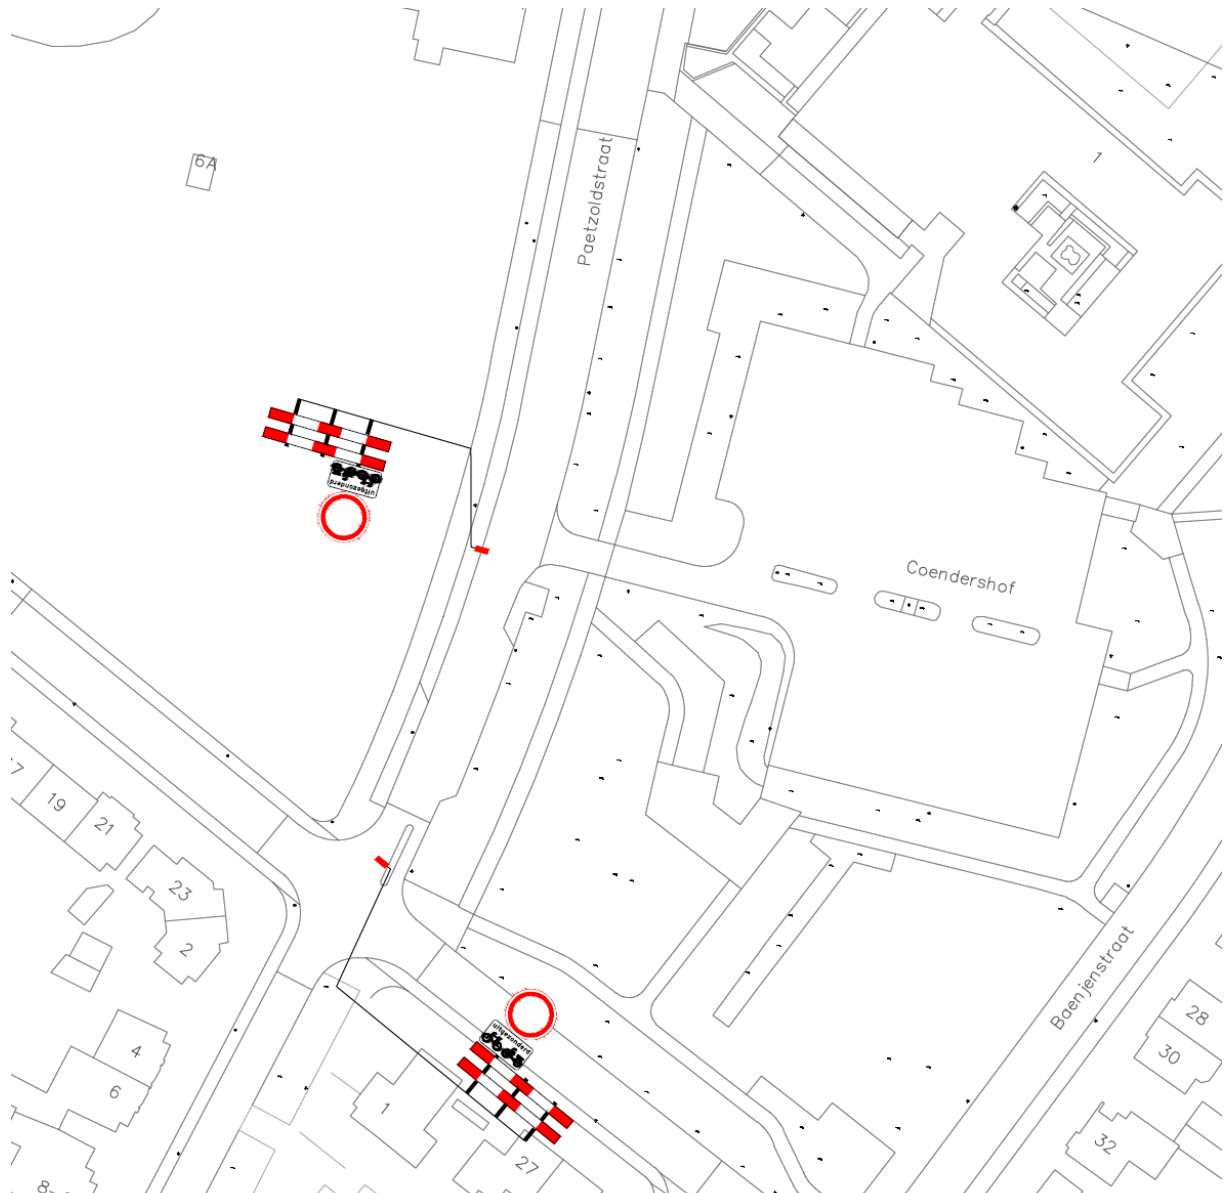 6A
1
Paetzoldstraat
uitgezonderd
Coendershof
17
19
21
23
2
4
6
1
uitgezonderd
27
Baenjenstraat
28
30
32